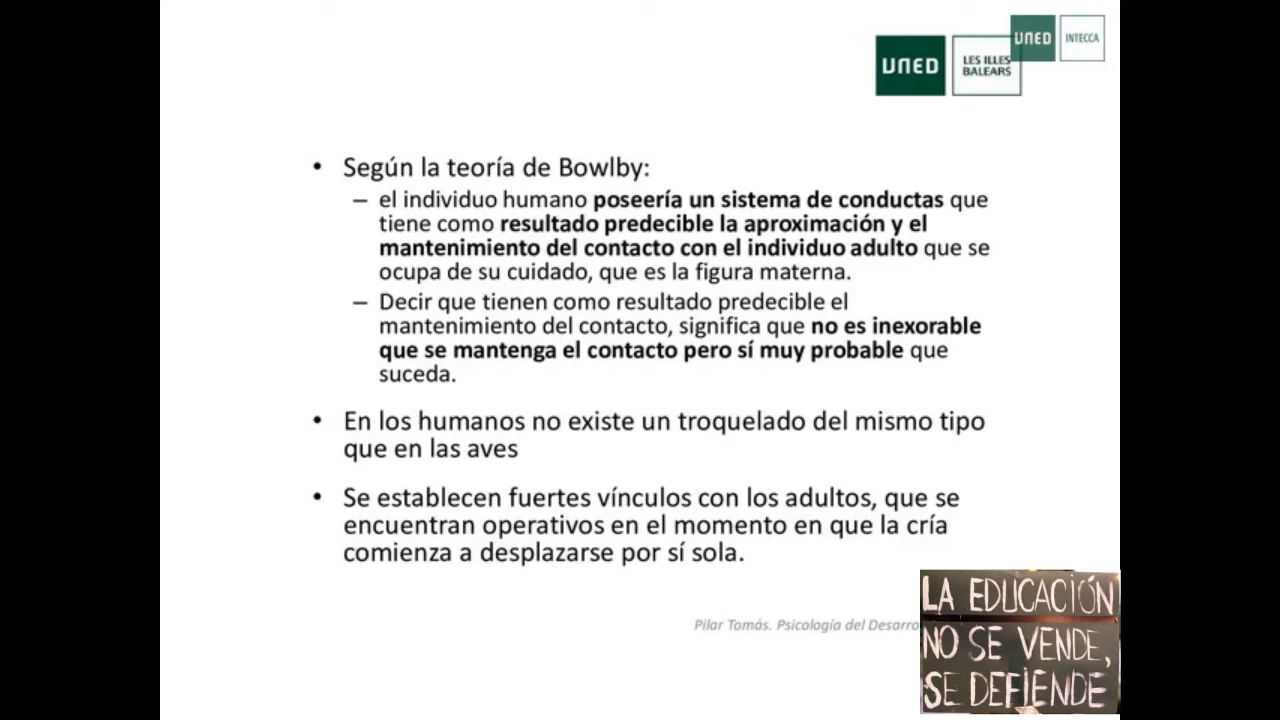 UNED
INTECCA
UNED
LES ILLES
BALEARS
• Según la teoría de Bowlby:
– el individuo humano poseería un sistema de conductas que
tiene como resultado predecible la aproximación y el
mantenimiento del contacto con el individuo adulto que se
ocupa de su cuidado, que es la figura materna.
– Decir que tienen como resultado predecible el
mantenimiento del contacto, significa que no es inexorable
que se mantenga el contacto pero sí muy probable que
suceda.
• En los humanos no existe un troquelado del mismo tipo
que en las aves
• Se establecen fuertes vínculos con los adultos, que se
encuentran operativos en el momento en que la cría
comienza a desplazarse por sí sola.
Pilar Tomás. Psicología del Desarro
LA EDUCACIÓN
NO SE VENDE,
SE DEFIENDE